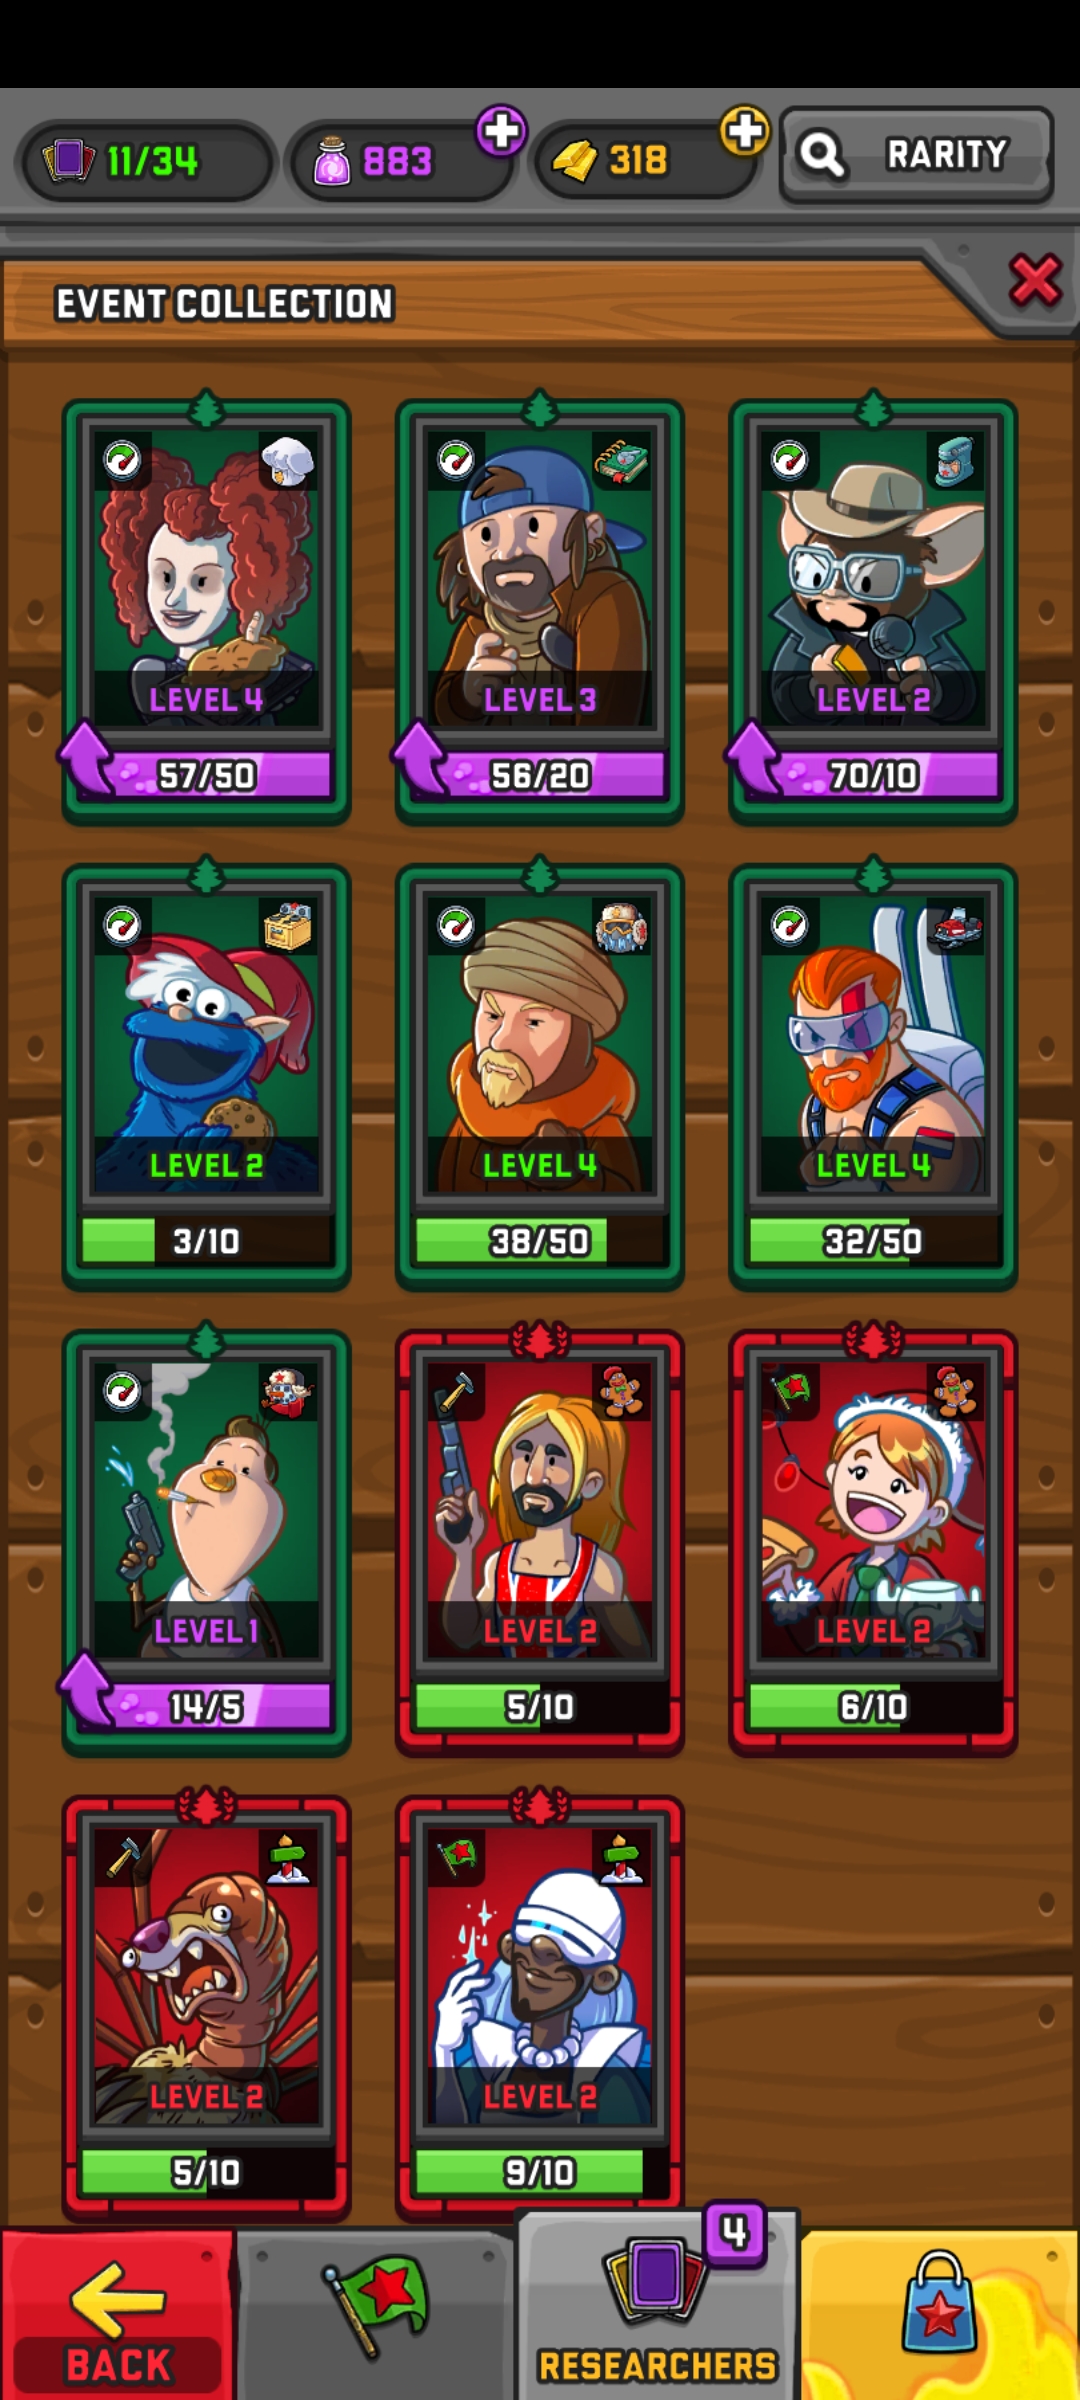 11/34 883 318 RARITY
EVENT COLLECTION
LEVEL 4 LEVEL 3 LEVEL 2
57/50 56/20 70/10
LEVEL 2 LEVEL 4 LEVEL 4
3/10 38/50 32/50
LEVEL 1 LEVEL 2 LEVEL 2
14/5 5/10 6/10
LEVEL 2 LEVEL 2
5/10 9/10
4
BACK RESEARCHERS